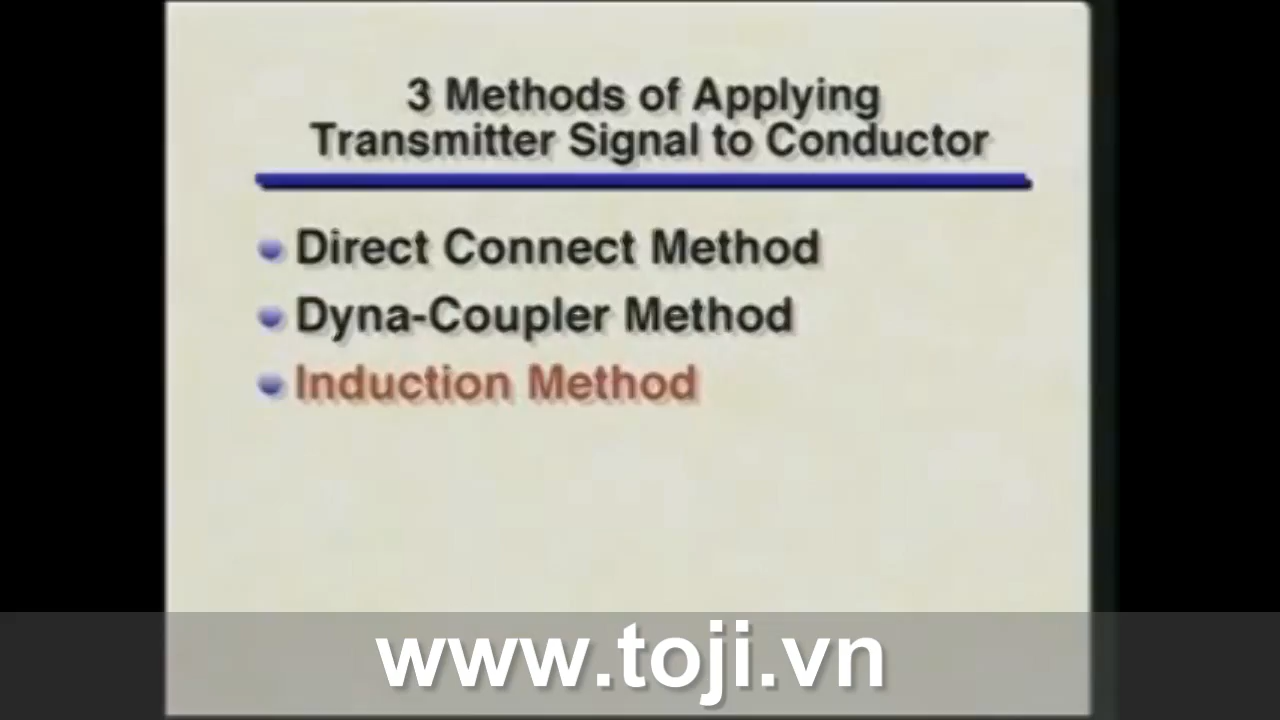 3 Methods of Applying
Transmitter Signal to Conductor
Direct Connect Method
Dyna-Coupler Method
Induction Method
www.toji.vn